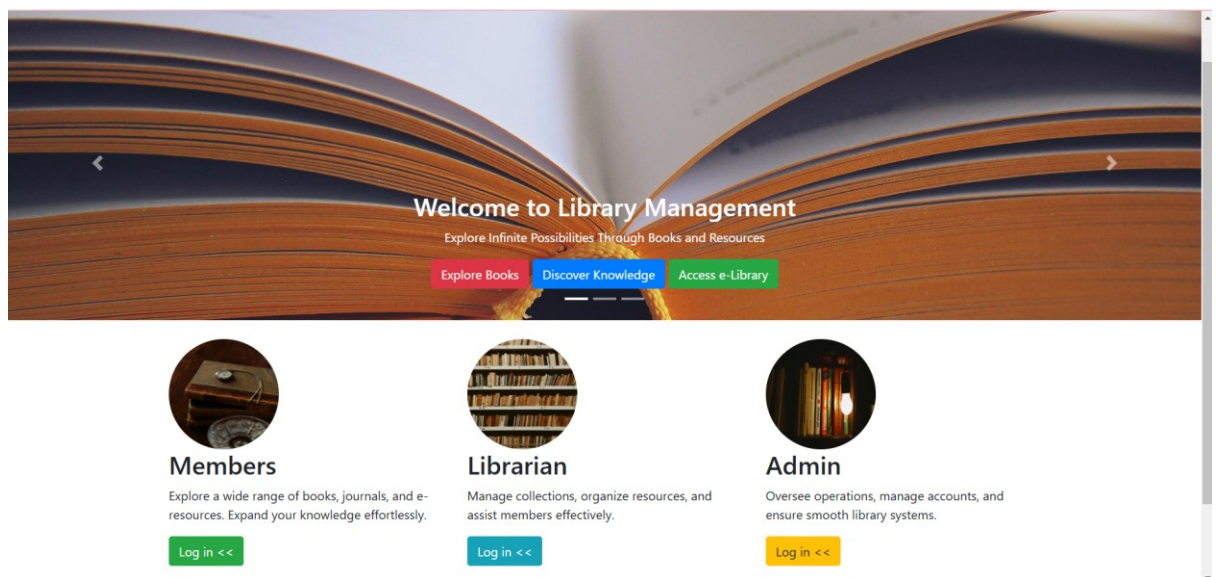 Welcome to Library Management
Explore Infinite Possibilities Through Books and Resources
Explore Books
Discover Knowledge
Access e-Library
Members
Explore a wide range of books, journals, and e-
resources. Expand your knowledge effortlessly.
Log in <<
Librarian
Manage collections, organize resources, and
assist members effectively.
Log in <<
Admin
Oversee operations, manage accounts, and
ensure smooth library systems.
Log in <<